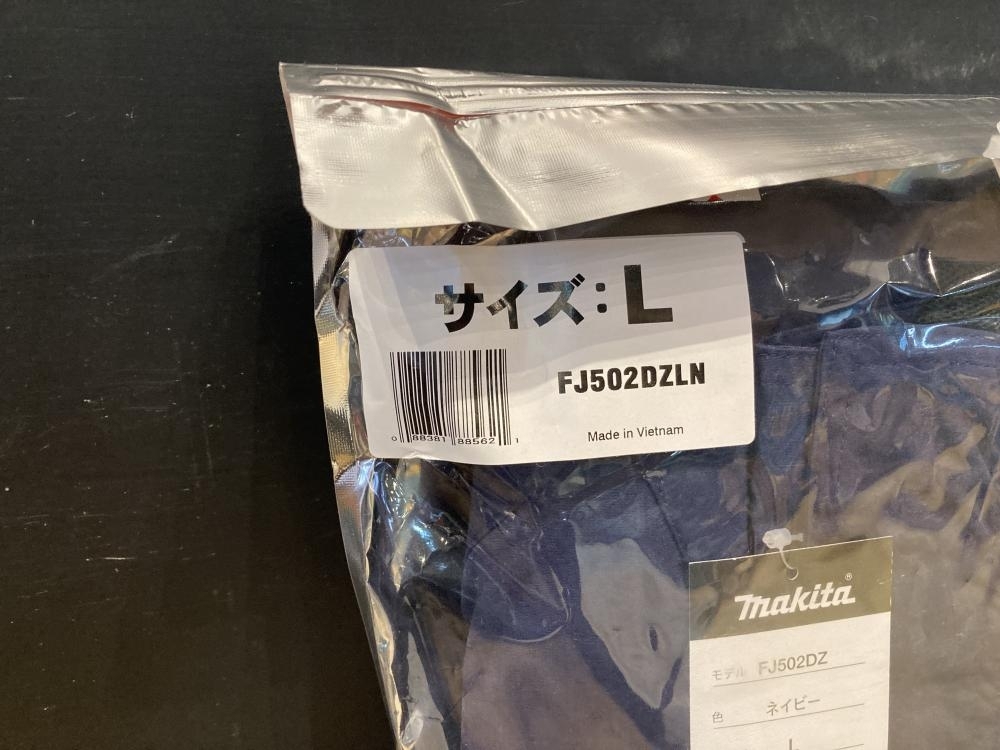 サイズ:L
FJ502DZLN
0 88381 88562 1
Made in Vietnam
makita®
モデル FJ502DZ
色 ネイビー